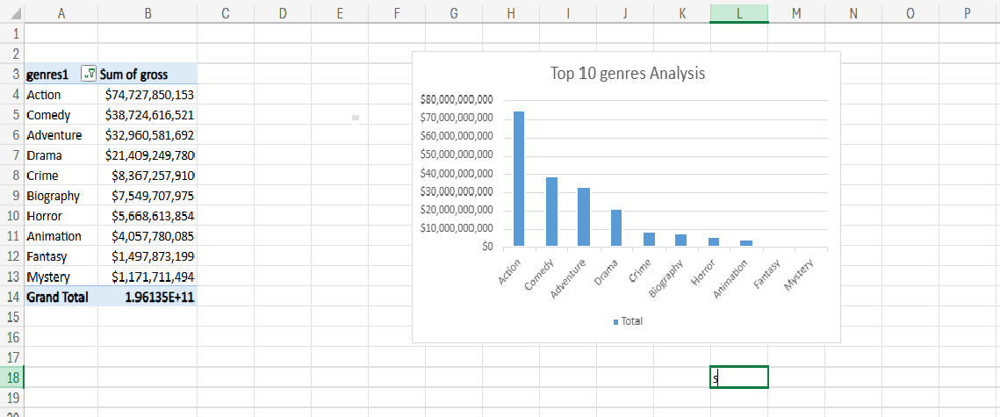 A B C D E F G H I J K L M N O P
1
2
3 genres1 Sum of gross
4 Action $74,727,850,153
5 Comedy $38,724,616,521
6 Adventure $32,960,581,692
7 Drama $21,409,249,780
8 Crime $8,367,257,910
9 Biography $7,549,707,975
10 Horror $5,668,613,854
11 Animation $4,057,780,085
12 Fantasy $1,497,873,199
13 Mystery $1,171,711,494
14 Grand Total 1.96135E+11
15
16
17
18 s
19
20
Top 10 genres Analysis
$80,000,000,000
$70,000,000,000
$60,000,000,000
$50,000,000,000
$40,000,000,000
$30,000,000,000
$20,000,000,000
$10,000,000,000
$0
Action Comedy Adventure Drama Crime Biography Horror Animation Fantasy Mystery
Total